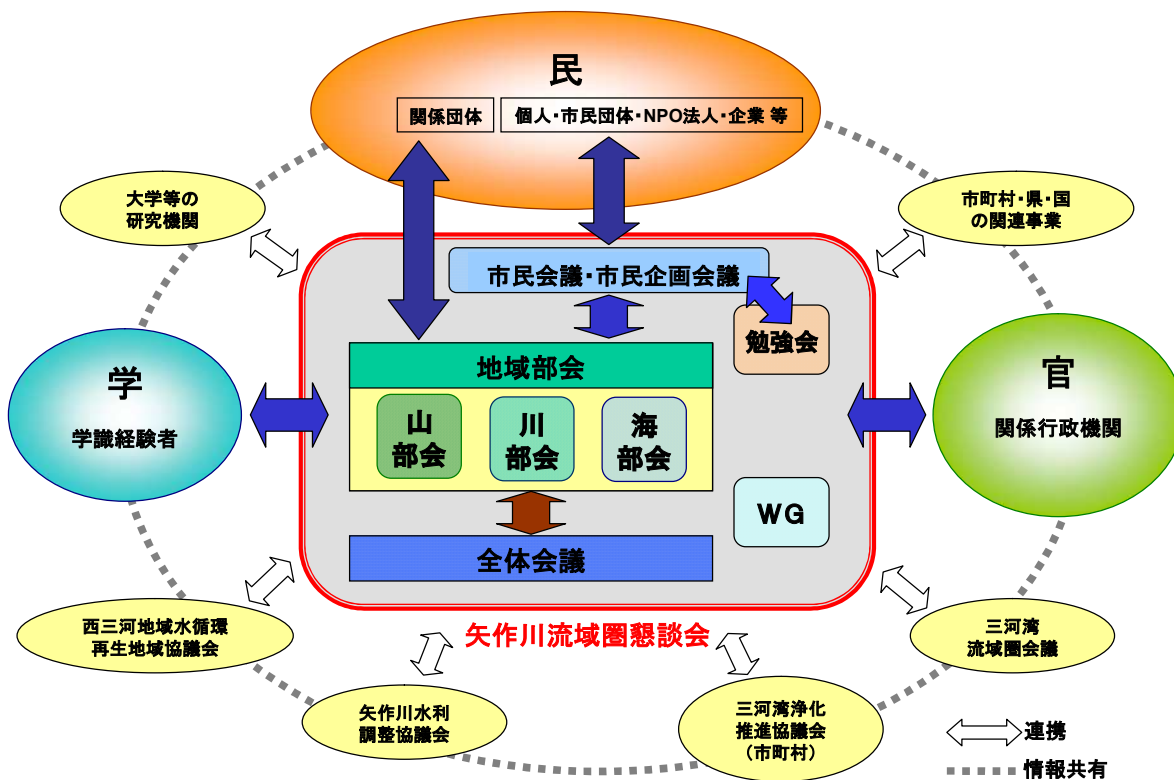 民
関係団体
個人・市民団体・NPO法人・企業 等
大学等の
研究機関
市町村・県・国
の関連事業
市民会議・市民企画会議
勉強会
地域部会
学
学識経験者
山
部会
川
部会
海
部会
官
関係行政機関
WG
全体会議
矢作川流域圏懇談会
西三河地域水循環
再生地域協議会
三河湾
流域圏会議
矢作川水利
調整協議会
三河湾浄化
推進協議会
（市町村）
連携
情報共有